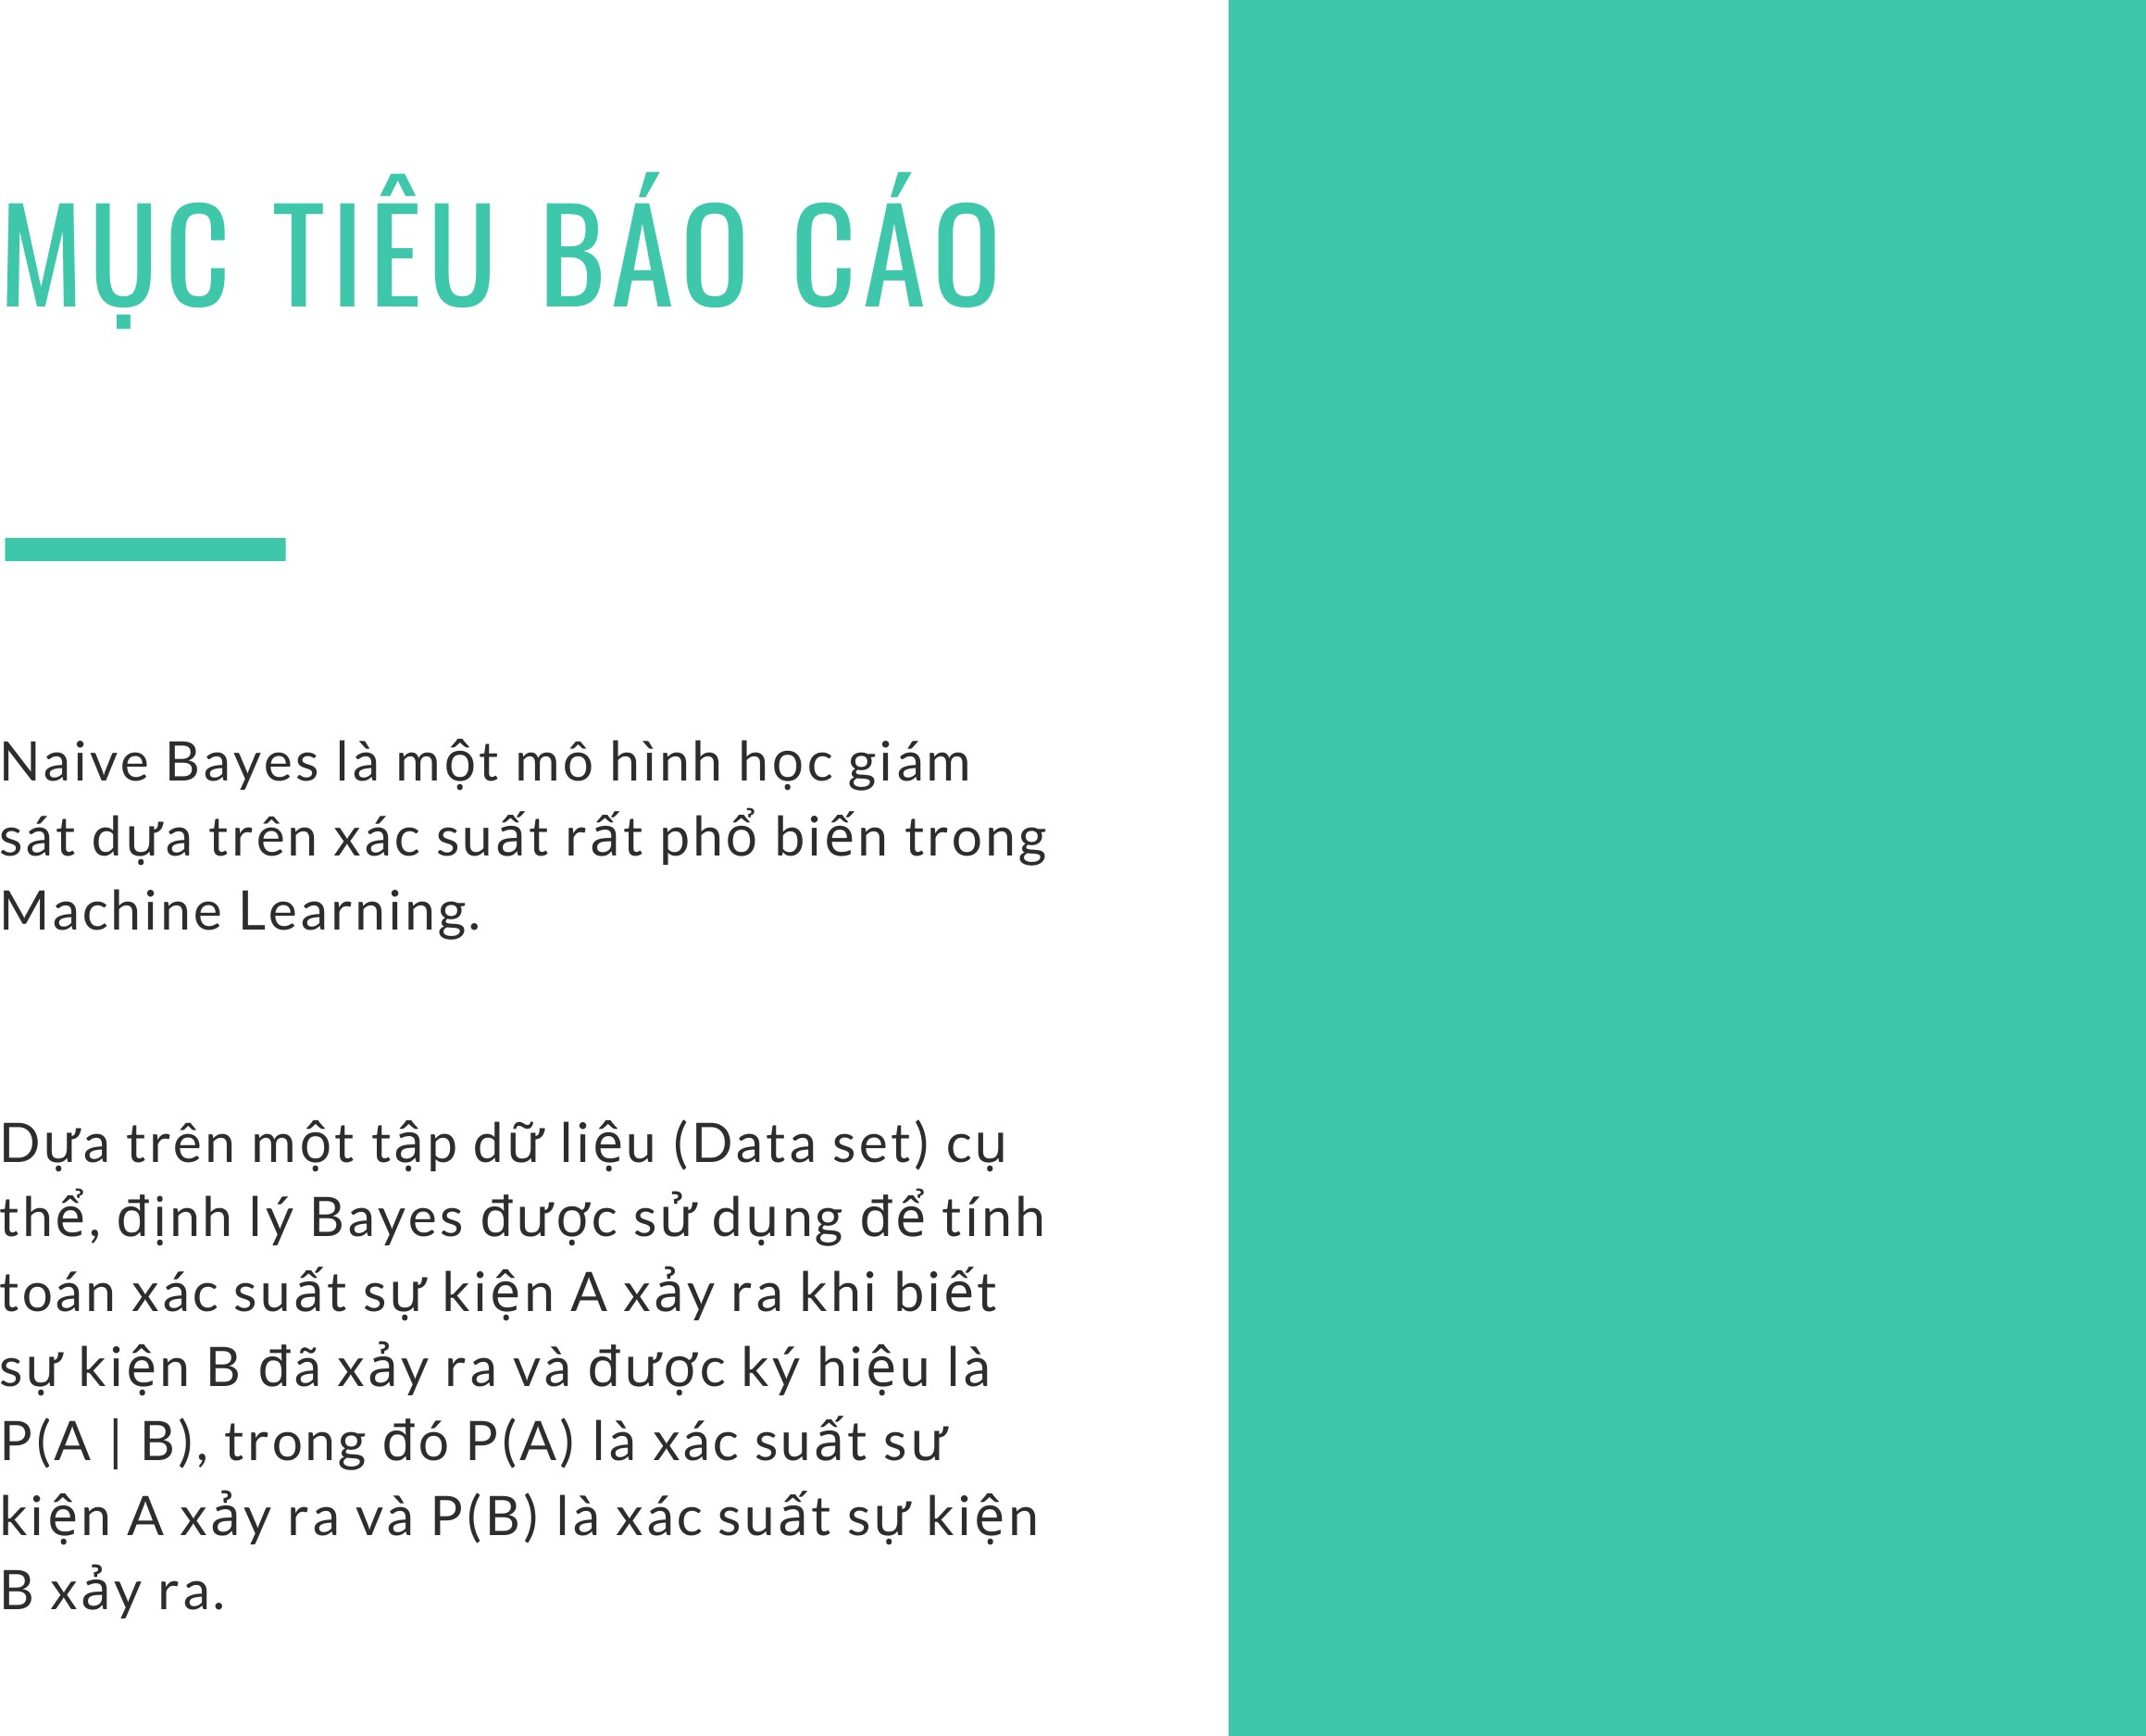 MỤC TIÊU BÁO CÁO
Naive Bayes là một mô hình học giám
sát dựa trên xác suất rất phổ biến trong
Machine Learning.
Dựa trên một tập dữ liệu (Data set) cụ
thể, định lý Bayes được sử dụng để tính
toán xác suất sự kiện A xảy ra khi biết
sự kiện B đã xảy ra và được ký hiệu là
P(A | B), trong đó P(A) là xác suất sư
kiện A xảy ra và P(B) là xác suất sự kiện
B xảy ra.